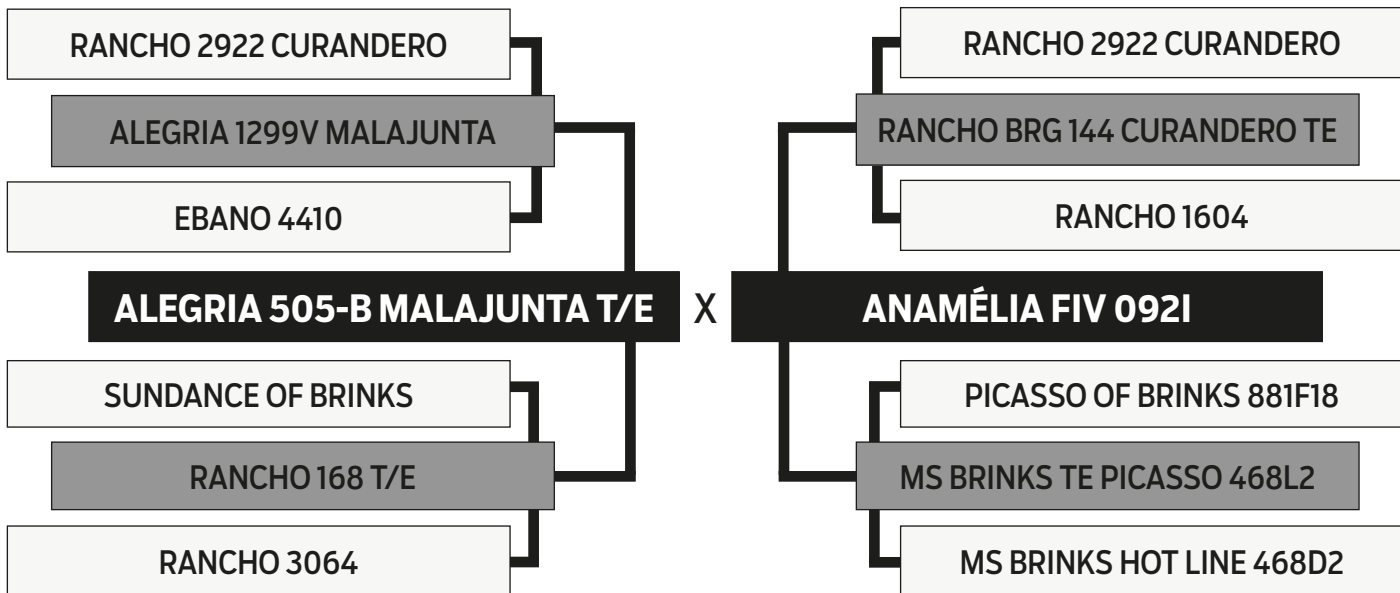 RANCHO 2922 CURANDERO
ALEGRIA 1299V MALAJUNTA
EBANO 4410
ALEGRIA 505-B MALAJUNTA T/E
SUNDANCE OF BRINKS
RANCHO 168 T/E
RANCHO 3064
X
RANCHO 2922 CURANDERO
RANCHO BRG 144 CURANDERO TE
RANCHO 1604
ANAMÉLIA FIV 092I
PICASSO OF BRINKS 881F18
MS BRINKS TE PICASSO 468L2
MS BRINKS HOT LINE 468D2